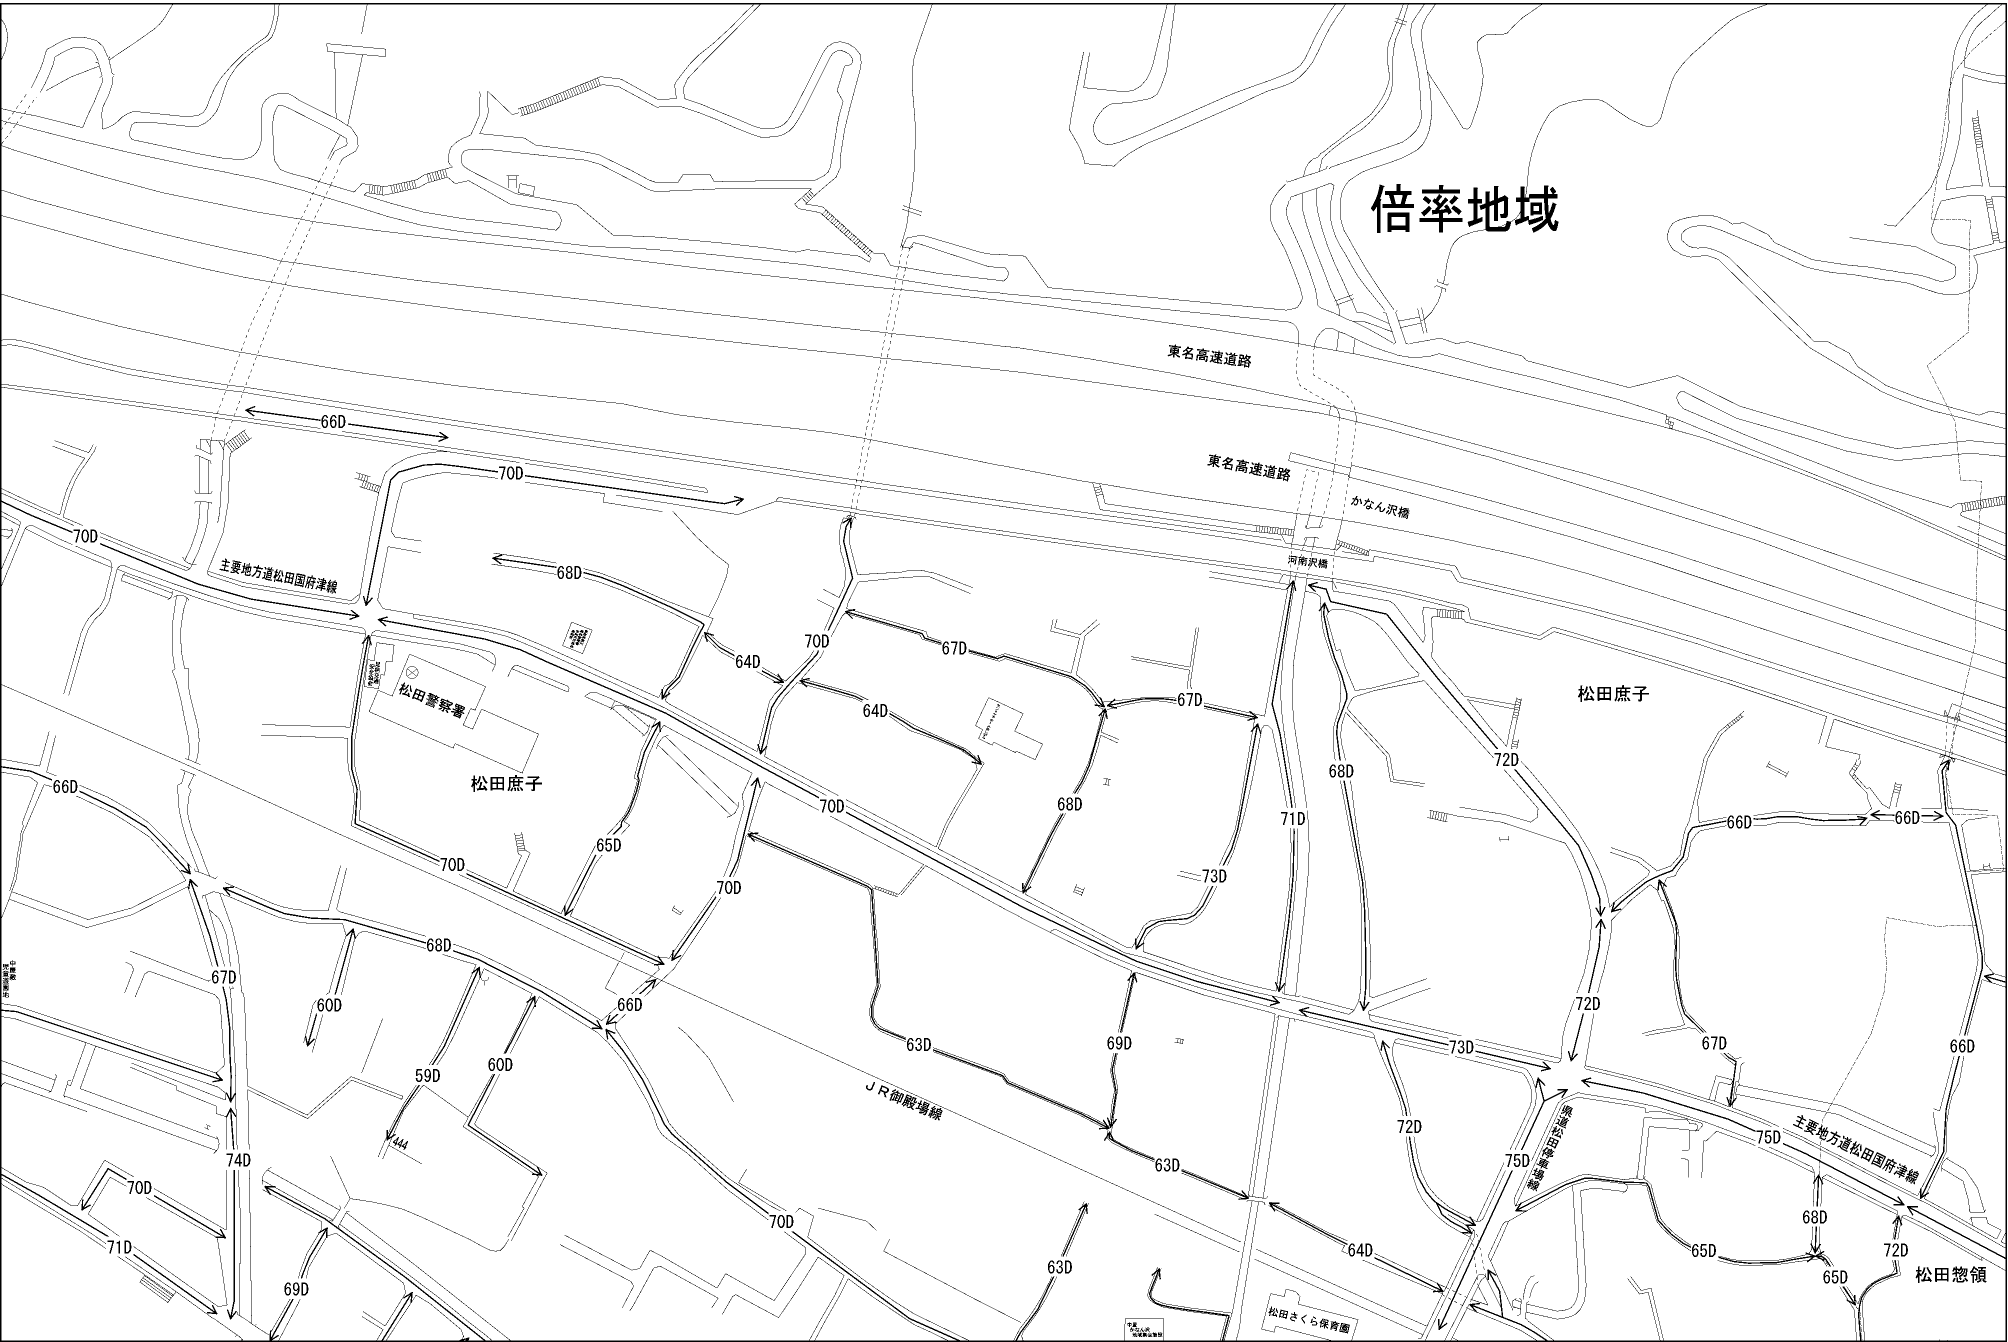 倍率地域
東名高速道路
66D
東名高速道路
70D
かなん沢橋
70D
河南沢橋
主要地方道松田国府津線
68D
70D
67D
64D
松田庶子
松田警察署
67D
64D
72D
68D
松田庶子
66D
70D
68D
71D
66D
66D
65D
70D
73D
70D
68D
67D
60D
66D
72D
63D
69D
73D
67D
66D
59D
60D
JR御殿場線
72D
県道松田停車場線
75D
主要地方道松田国府津線
444
74D
63D
75D
70D
70D
68D
71D
64D
65D
72D
69D
63D
65D
松田惣領
松田さくら保育園